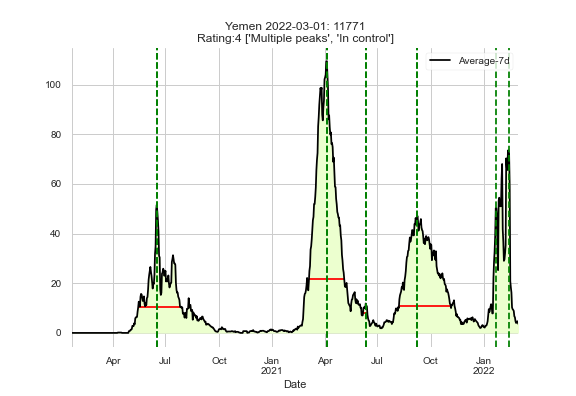 Yemen 2022-03-01: 11771
Rating:4 ['Multiple peaks', 'In control']
Average-7d
100
80
60
40
20
0
Apr Jul Oct Jan Apr Jul Oct Jan
2021 2022
Date